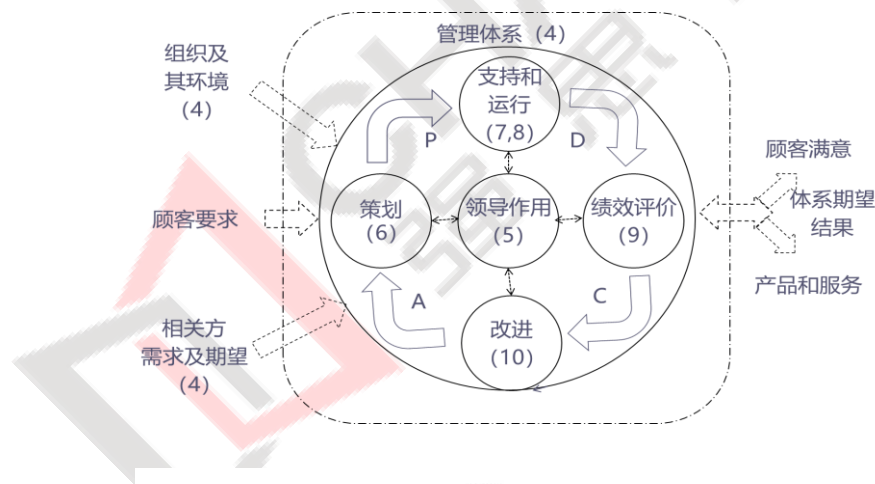 管理体系（4）
组织及
其环境
（4）
支持和
运行
（7,8）
P
D
顾客要求
策划
（6）
领导作用
（5）
绩效评价
（9）
顾客满意
体系期望
结果
产品和服务
A
C
相关方
需求及期望
（4）
改进
（10）